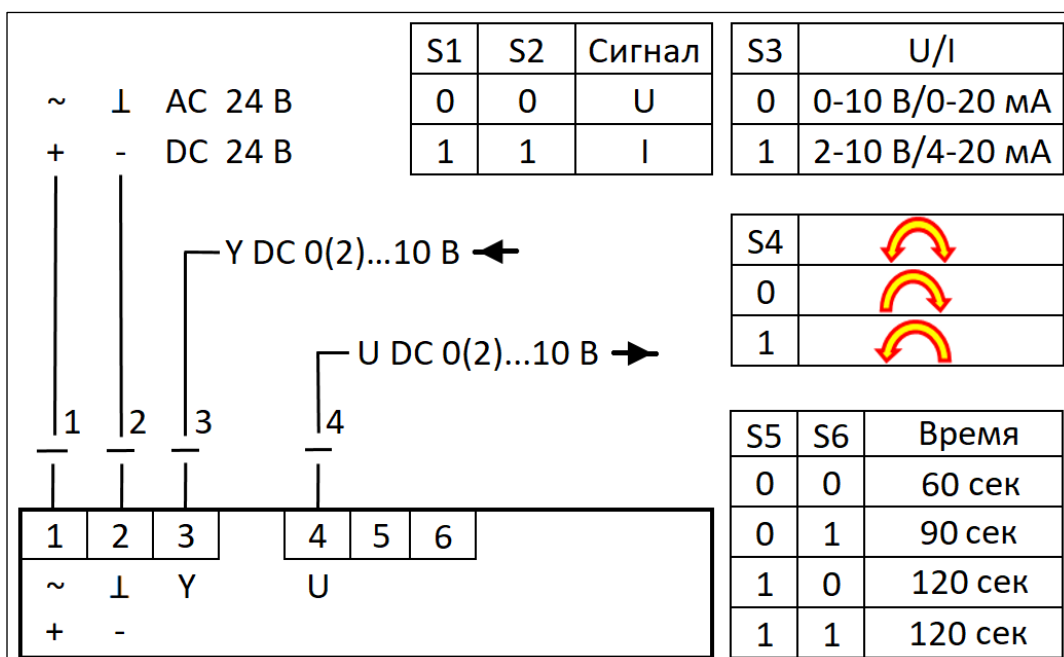 ~ ⊥ AC 24 В
+ - DC 24 В
S1 S2 Сигнал
0 0 U
1 1 I
S3 U/I
0 0-10 В/0-20 мА
1 2-10 В/4-20 мА
Y DC 0(2)...10 В
U DC 0(2)...10 В
S4
0
1
1 2 3 4
1 2 3 4 5 6
~ ⊥ Y U
+ -
S5 S6 Время
0 0 60 сек
0 1 90 сек
1 0 120 сек
1 1 120 сек